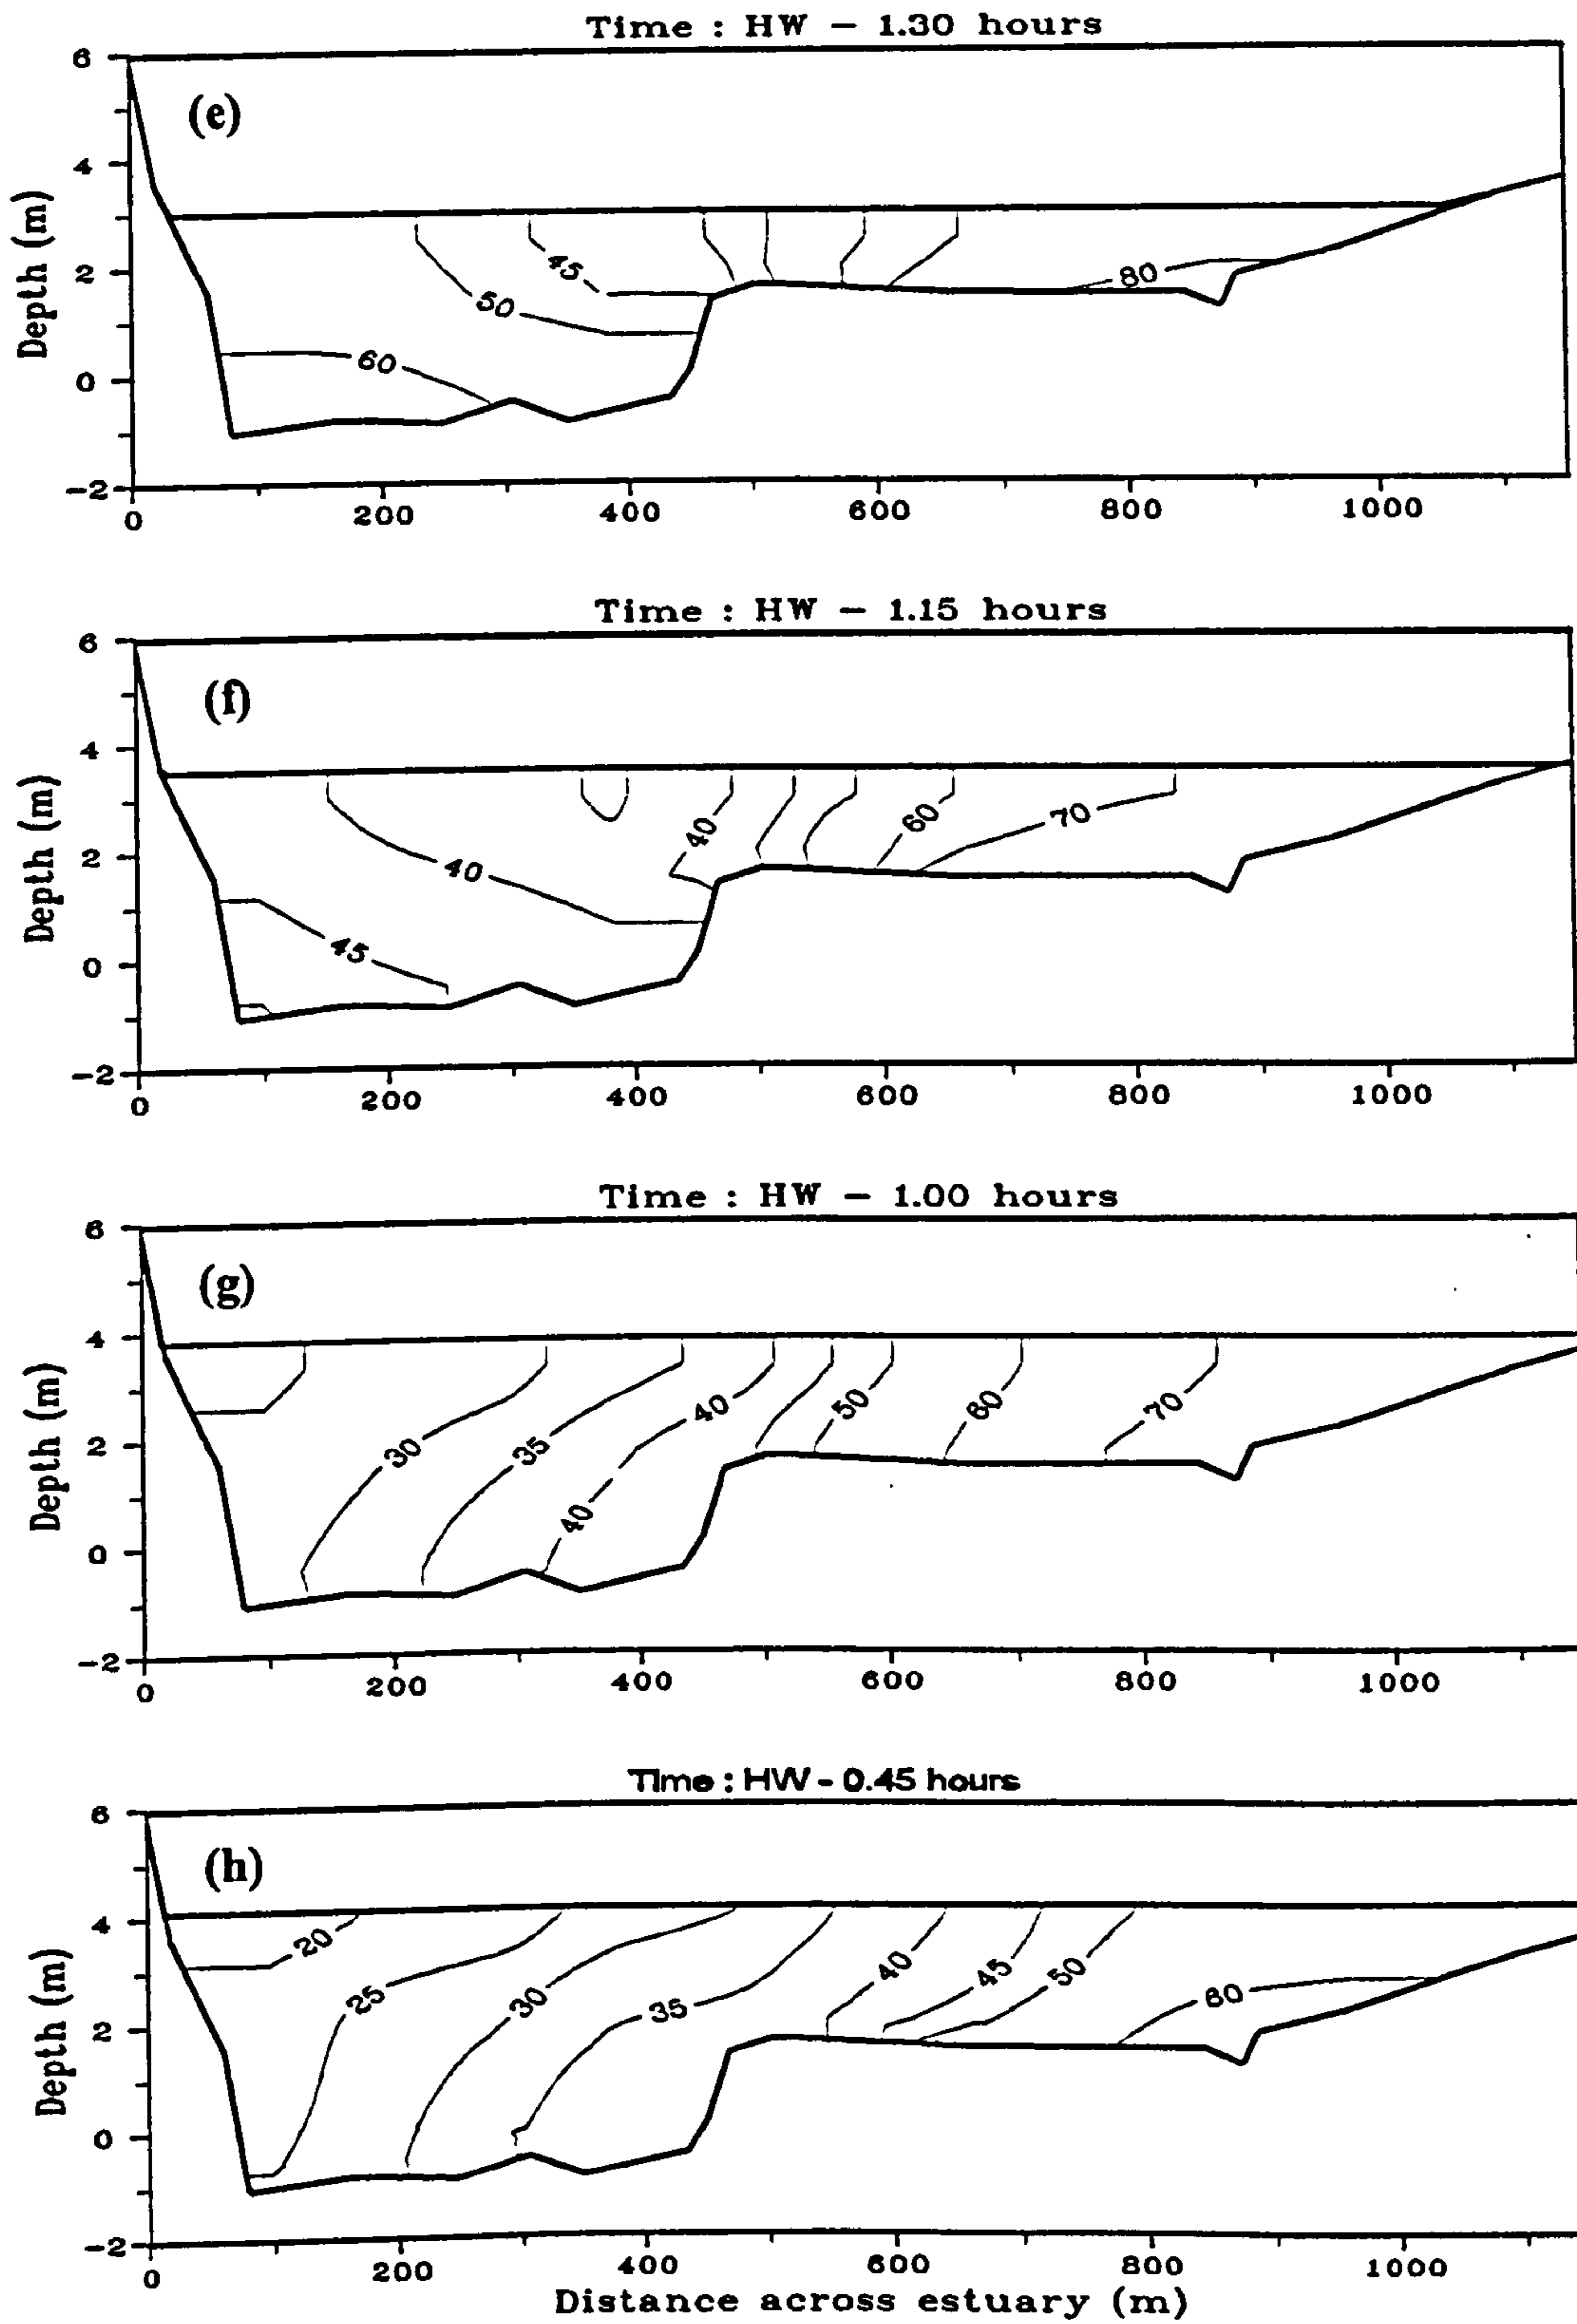 Time : HW – 1.30 hours
(e)
6
4
2
0
-2
Depth (m)
45
50
60
80
0 200 400 600 800 1000
Time : HW – 1.15 hours
(f)
6
4
2
0
-2
Depth (m)
40
40
45
60
70
0 200 400 600 800 1000
Time : HW – 1.00 hours
(g)
6
4
2
0
-2
Depth (m)
30
35
40
40
50
60
70
0 200 400 600 800 1000
Time : HW - 0.45 hours
(h)
6
4
2
0
-2
Depth (m)
20
25
30
35
40
45
50
60
0 200 400 600 800 1000
Distance across estuary (m)